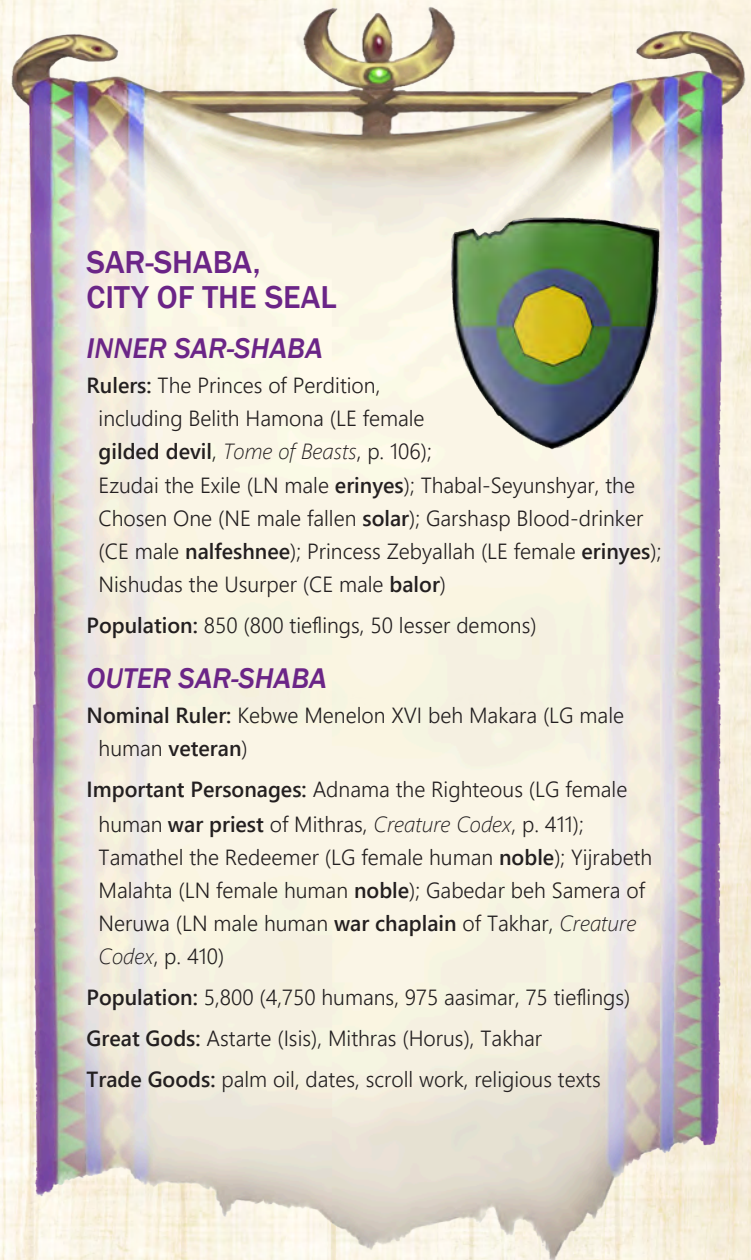 SAR-SHABA,
CITY OF THE SEAL
INNER SAR-SHABA
Rulers: The Princes of Perdition,
including Belith Hamona (LE female
gilded devil, Tome of Beasts, p. 106);
Ezudai the Exile (LN male erinyes); Thabal-Seyunshyar, the
Chosen One (NE male fallen solar); Garshasp Blood-drinker
(CE male nalfeshnee); Princess Zebyallah (LE female erinyes);
Nishudas the Usurper (CE male balor)
Population: 850 (800 tieflings, 50 lesser demons)
OUTER SAR-SHABA
Nominal Ruler: Kebwe Menelon XVI beh Makara (LG male
human veteran)
Important Personages: Adnama the Righteous (LG female
human war priest of Mithras, Creature Codex, p. 411);
Tamathel the Redeemer (LG female human noble); Yijrabeth
Malahta (LN female human noble); Gabedar beh Samera of
Neruwa (LN male human war chaplain of Takhar, Creature
Codex, p. 410)
Population: 5,800 (4,750 humans, 975 aasimar, 75 tieflings)
Great Gods: Astarte (Isis), Mithras (Horus), Takhar
Trade Goods: palm oil, dates, scroll work, religious texts